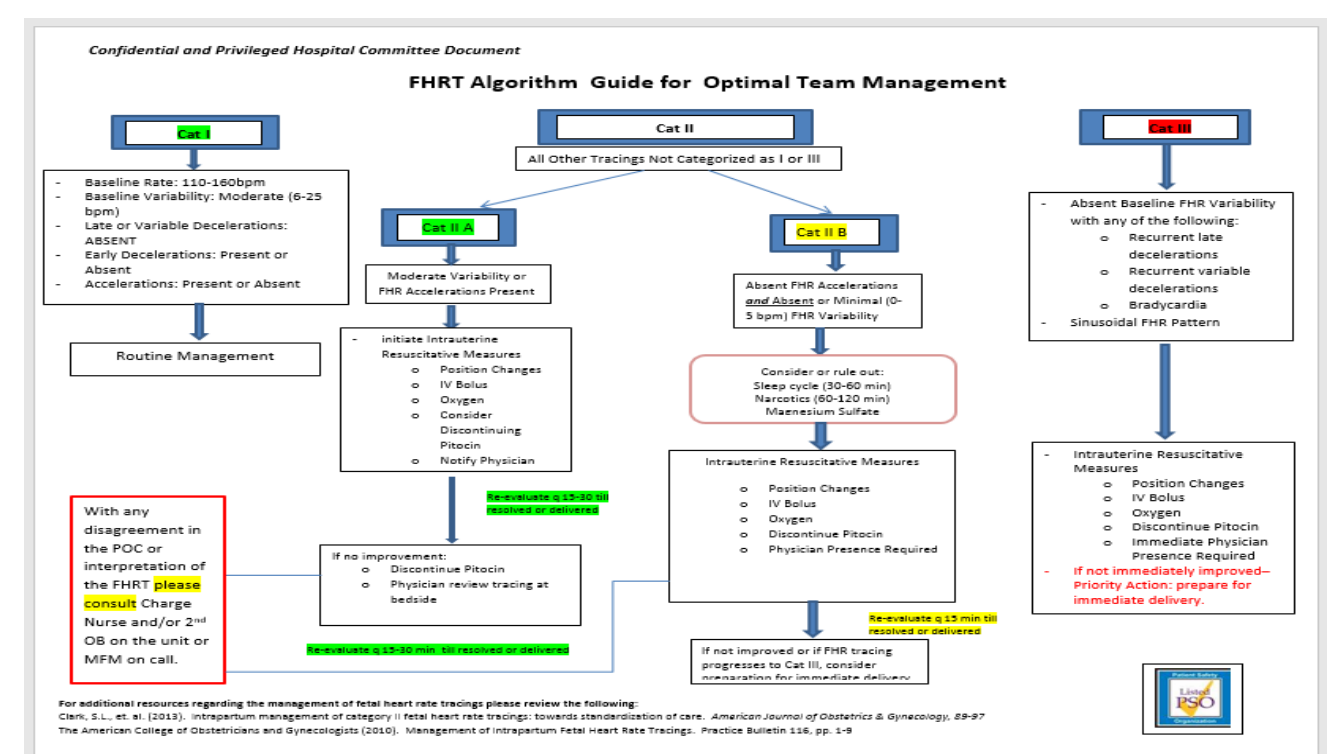 Confidential and Privileged Hospital Committee Document
FHRT Algorithm Guide for Optimal Team Management
Cat I
- Baseline Rate: 110-160bpm
- Baseline Variability: Moderate (6-25
bpm)
- Late or Variable Decelerations:
ABSENT
- Early Decelerations: Present or
Absent
- Accelerations: Present or Absent
Routine Management
Cat II
All Other Tracings Not Categorized as I or III
Cat II A
Moderate Variability or
FHR Accelerations Present
- initiate Intrauterine
Resuscitative Measures
o Position Changes
o IV Bolus
o Oxygen
o Consider
Discontinuing
Pitocin
o Notify Physician
Re-evaluate q 15-30 till
resolved or delivered
If no improvement:
o Discontinue Pitocin
o Physician review tracing at
bedside
Re-evaluate q 15-30 min till resolved or delivered
Cat II B
Absent FHR Accelerations
and Absent or Minimal (0-
5 bpm) FHR Variability
Consider or rule out:
Sleep cycle (30-60 min)
Narcotics (60-120 min)
Magnesium Sulfate
Intrauterine Resuscitative Measures
o Position Changes
o IV Bolus
o Oxygen
o Discontinue Pitocin
o Physician Presence Required
Re-evaluate q 15 min till
resolved or delivered
If not improved or if FHR tracing
progresses to Cat III, consider
preparation for immediate delivery
Cat III
- Absent Baseline FHR Variability
with any of the following:
o Recurrent late
decelerations
o Recurrent variable
decelerations
o Bradycardia
- Sinusoidal FHR Pattern
- Intrauterine Resuscitative
Measures
o Position Changes
o IV Bolus
o Oxygen
o Discontinue Pitocin
o Immediate Physician
Presence Required
- If not immediately improved–
Priority Action: prepare for
immediate delivery.
With any
disagreement in
the POC or
interpretation of
the FHRT please
consult Charge
Nurse and/or 2nd
OB on the unit or
MFM on call.
Patient Safety
Listed
PSO
Organization
For additional resources regarding the management of fetal heart rate tracings please review the following:
Clark, S.L., et. al. (2013). Intrapartum management of category II fetal heart rate tracings: towards standardization of care. American Journal of Obstetrics & Gynecology, 89-97
The American College of Obstetricians and Gynecologists (2010). Management of Intrapartum Fetal Heart Rate Tracings. Practice Bulletin 116, pp. 1-9